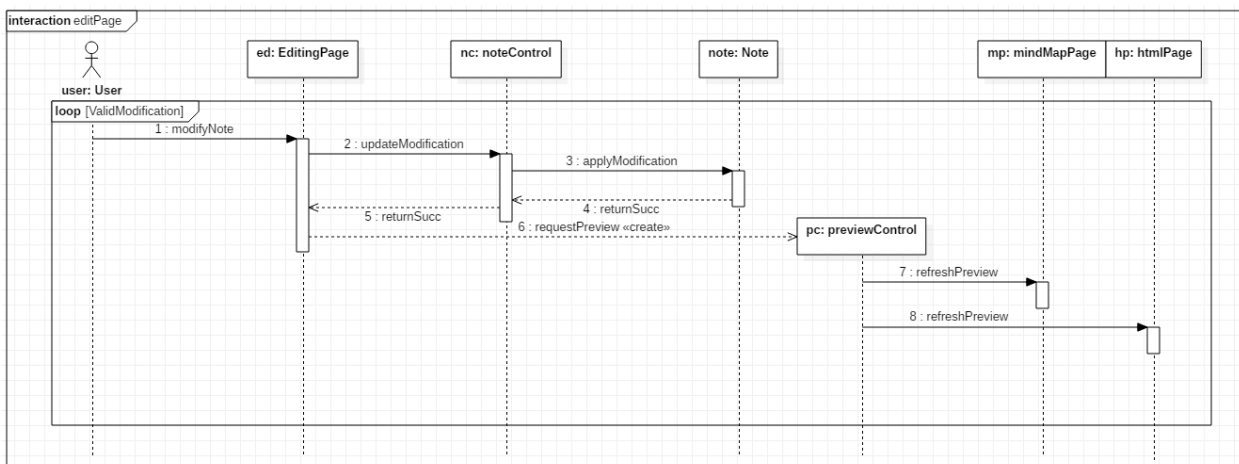 interaction editPage
ed: EditingPage
nc: noteControl
note: Note
mp: mindMapPage
hp: htmlPage
user: User
loop [ValidModification]
1 : modifyNote
2 : updateModification
3 : applyModification
4 : returnSucc
5 : returnSucc
6 : requestPreview «create»
pc: previewControl
7 : refreshPreview
8 : refreshPreview